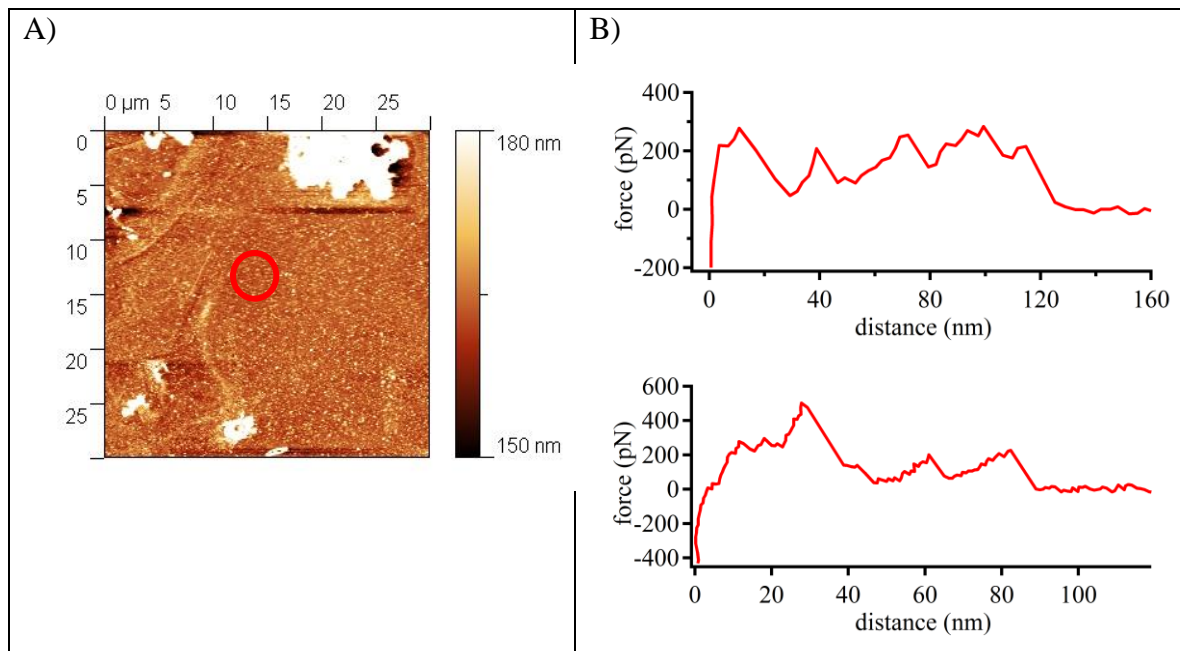 A)
0 µm 5 10 15 20 25
0
5
10
15
20
25
180 nm
150 nm
B)
400
200
0
-200
force (pN)
0 40 80 120 160
distance (nm)
600
400
200
0
-200
-400
force (pN)
0 20 40 60 80 100
distance (nm)